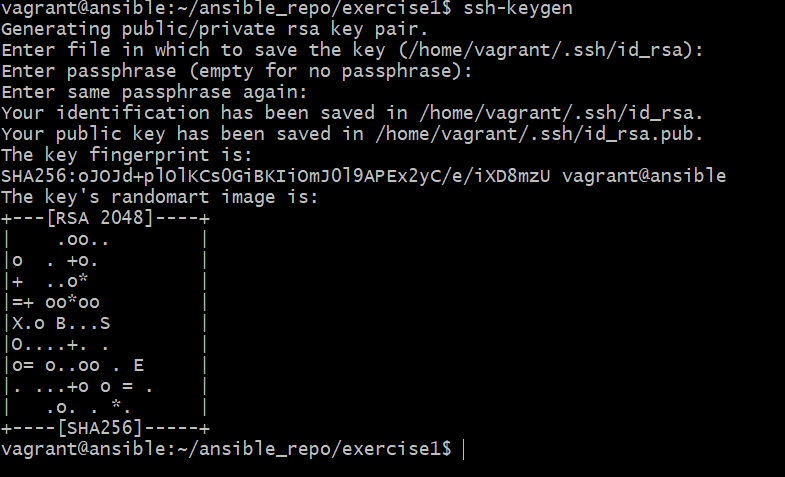 vagrant@ansible:~/ansible_repo/exercise1$ ssh-keygen
Generating public/private rsa key pair.
Enter file in which to save the key (/home/vagrant/.ssh/id_rsa):
Enter passphrase (empty for no passphrase):
Enter same passphrase again:
Your identification has been saved in /home/vagrant/.ssh/id_rsa.
Your public key has been saved in /home/vagrant/.ssh/id_rsa.pub.
The key fingerprint is:
SHA256:oJOJd+plOlKCs0GiBKIiOmJ0l9APEx2yC/e/iXD8mzU vagrant@ansible
The key's randomart image is:
+---[RSA 2048]----+
|    .oo..        |
|o  . +o.         |
|+  ..o*          |
|=+ oo*oo         |
|X.o B...S        |
|O....+. .        |
|o= o..oo . E     |
|. ...+o o = .    |
|   .o. . *.      |
+----[SHA256]-----+
vagrant@ansible:~/ansible_repo/exercise1$